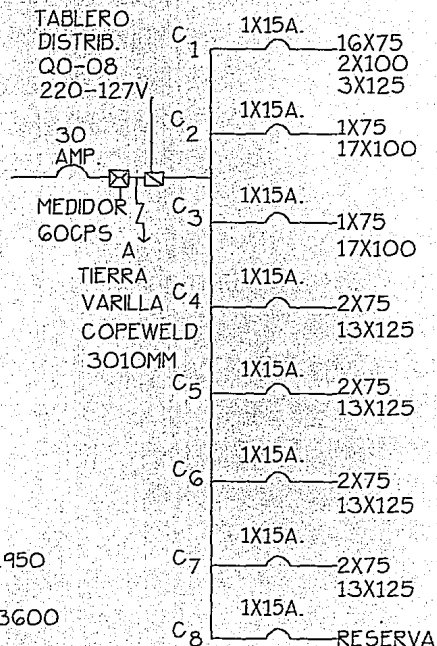 TABLERO
DISTRIB.
QO-08
220-127V
30
AMP.
MEDIDOR
60CPS
A
TIERRA
VARILLA
COPEWELD
3010MM
C1
1X15A.
16X75
2X100
3X125
C2
1X15A.
1X75
17X100
C3
1X15A.
1X75
17X100
C4
1X15A.
2X75
13X125
C5
1X15A.
2X75
13X125
C6
1X15A.
2X75
13X125
C7
1X15A.
2X75
13X125
C8
1X15A.
RESERVA
950
3600